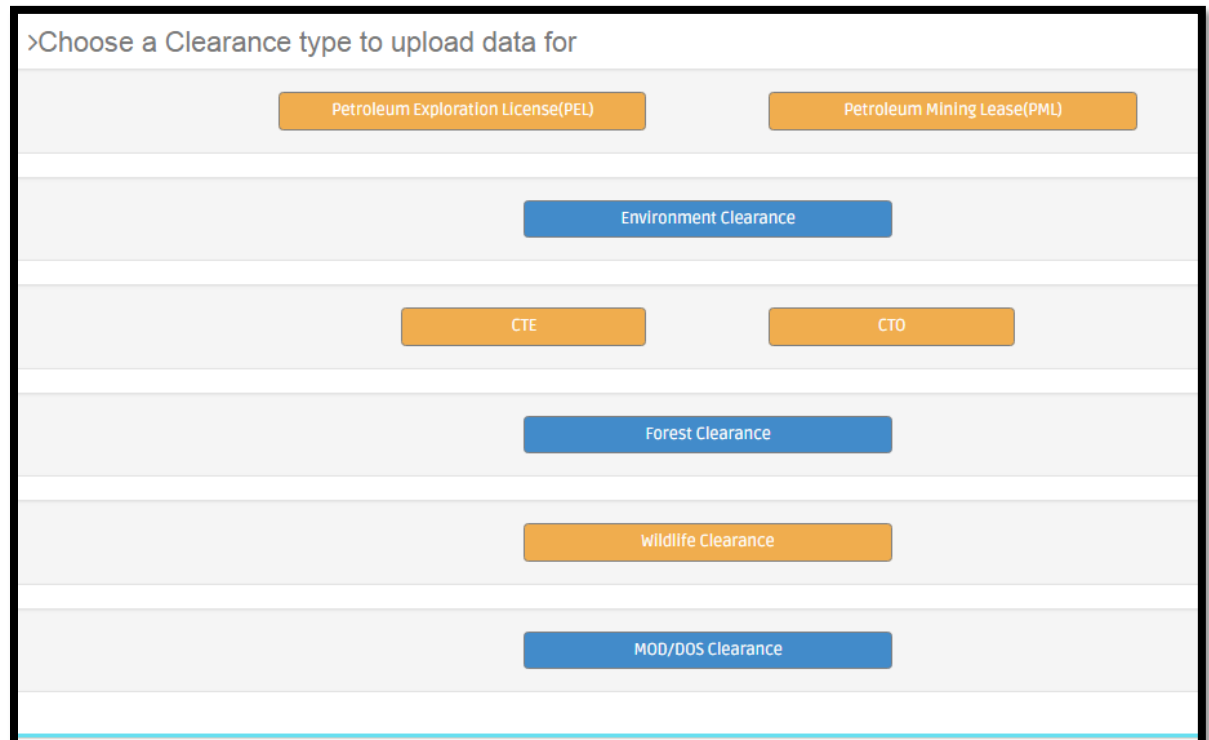 >Choose a Clearance type to upload data for
Petroleum Exploration License(PEL)
Petroleum Mining Lease(PML)
Environment Clearance
CTE
CTO
Forest Clearance
Wildlife Clearance
MOD/DOS Clearance